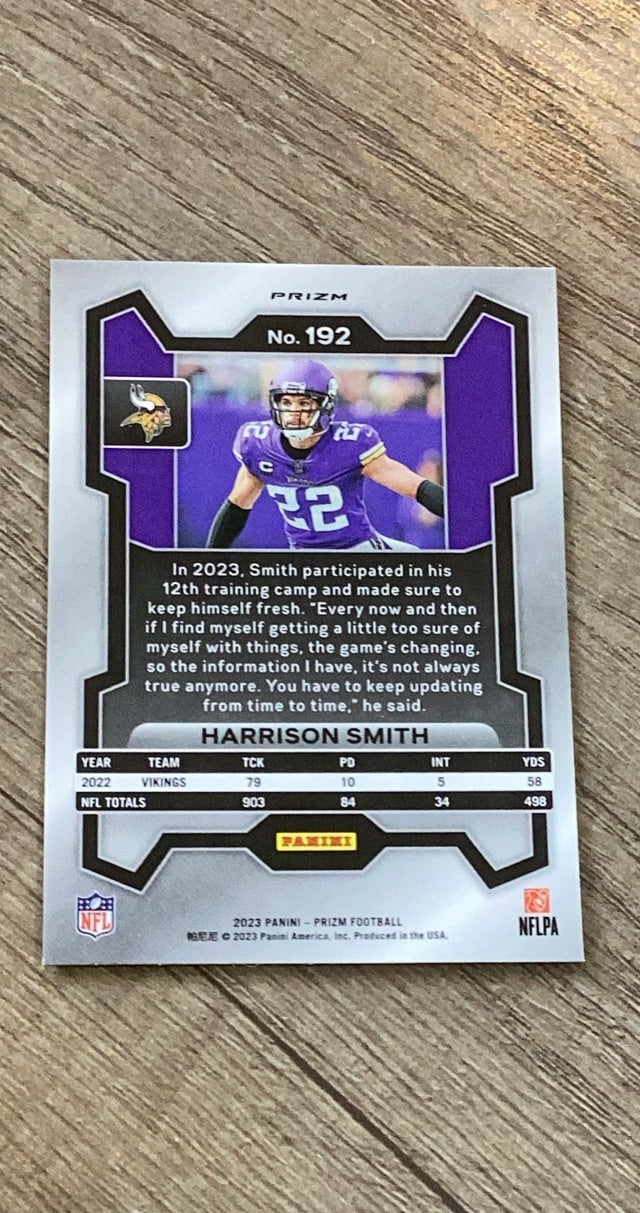 PRIZM
No. 192
22
C
22
In 2023, Smith participated in his
12th training camp and made sure to
keep himself fresh. "Every now and then
if I find myself getting a little too sure of
myself with things, the game's changing,
so the information I have, it's not always
true anymore. You have to keep updating
from time to time," he said.
HARRISON SMITH
YEAR TEAM TCK PD INT YDS
2022 VIKINGS 79 10 5 58
NFL TOTALS 903 84 34 498
PANINI
NFL
NFLPA
2023 PANINI – PRIZM FOOTBALL
帕尼尼 © 2023 Panini America, Inc. Produced in the USA.